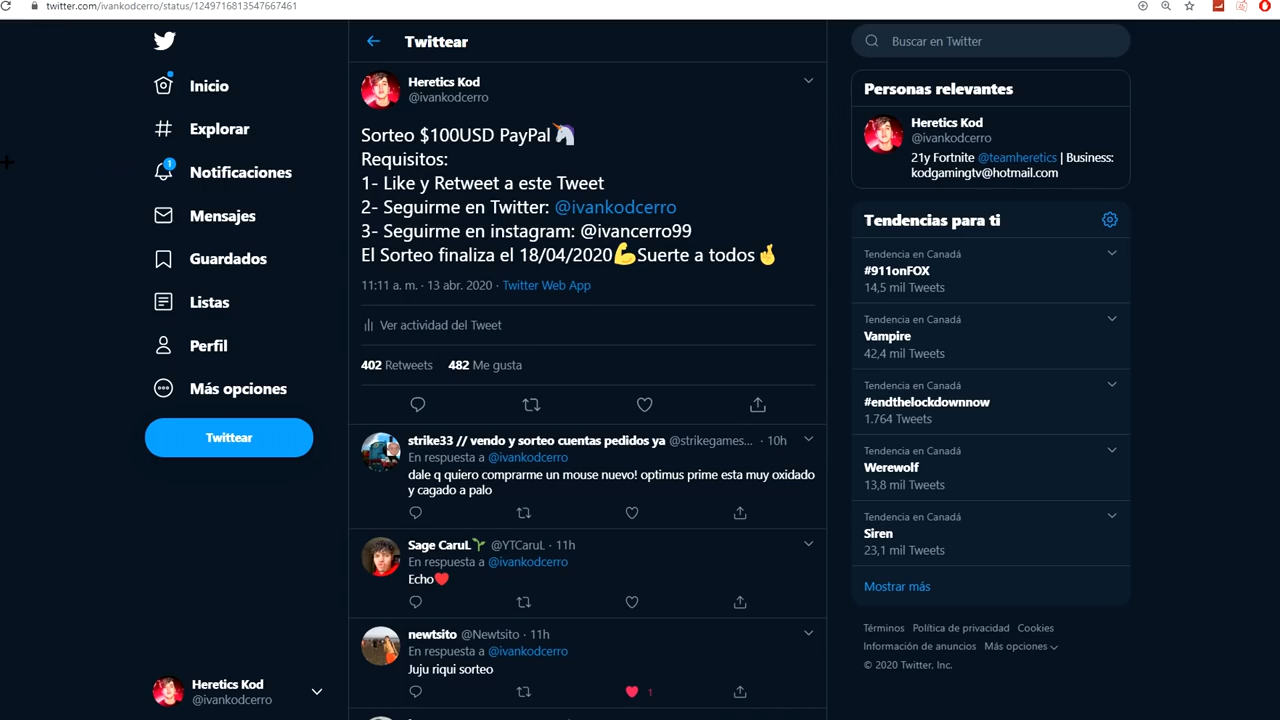 twitter.com/ivankodcerro/status/1249716813547667461
Inicio
Explorar
1
Notificaciones
Mensajes
Guardados
Listas
Perfil
Más opciones
Twittear
Heretics Kod
@ivankodcerro
Twittear
Heretics Kod
@ivankodcerro
Sorteo $100USD PayPal🦄
Requisitos:
1- Like y Retweet a este Tweet
2- Seguirme en Twitter: @ivankodcerro
3- Seguirme en instagram: @ivancerro99
El Sorteo finaliza el 18/04/2020💪Suerte a todos🤞
11:11 a. m. · 13 abr. 2020 · Twitter Web App
Ver actividad del Tweet
402 Retweets 482 Me gusta
strike33 // vendo y sorteo cuentas pedidos ya @strikegames... · 10h
En respuesta a @ivankodcerro
dale q quiero comprarme un mouse nuevo! optimus prime esta muy oxidado
y cagado a palo
Sage CaruL🌱 @YTCaruL · 11h
En respuesta a @ivankodcerro
Echo❤️
newtsito @Newtsito · 11h
En respuesta a @ivankodcerro
Juju riqui sorteo
1
Buscar en Twitter
Personas relevantes
Heretics Kod
@ivankodcerro
21y Fortnite @teamheretics | Business:
kodgamingtv@hotmail.com
Tendencias para ti
Tendencia en Canadá
#911onFOX
14,5 mil Tweets
Tendencia en Canadá
Vampire
42,4 mil Tweets
Tendencia en Canadá
#endthelockdownnow
1.764 Tweets
Tendencia en Canadá
Werewolf
13,8 mil Tweets
Tendencia en Canadá
Siren
23,1 mil Tweets
Mostrar más
Términos Política de privacidad Cookies
Información de anuncios Más opciones
© 2020 Twitter, Inc.